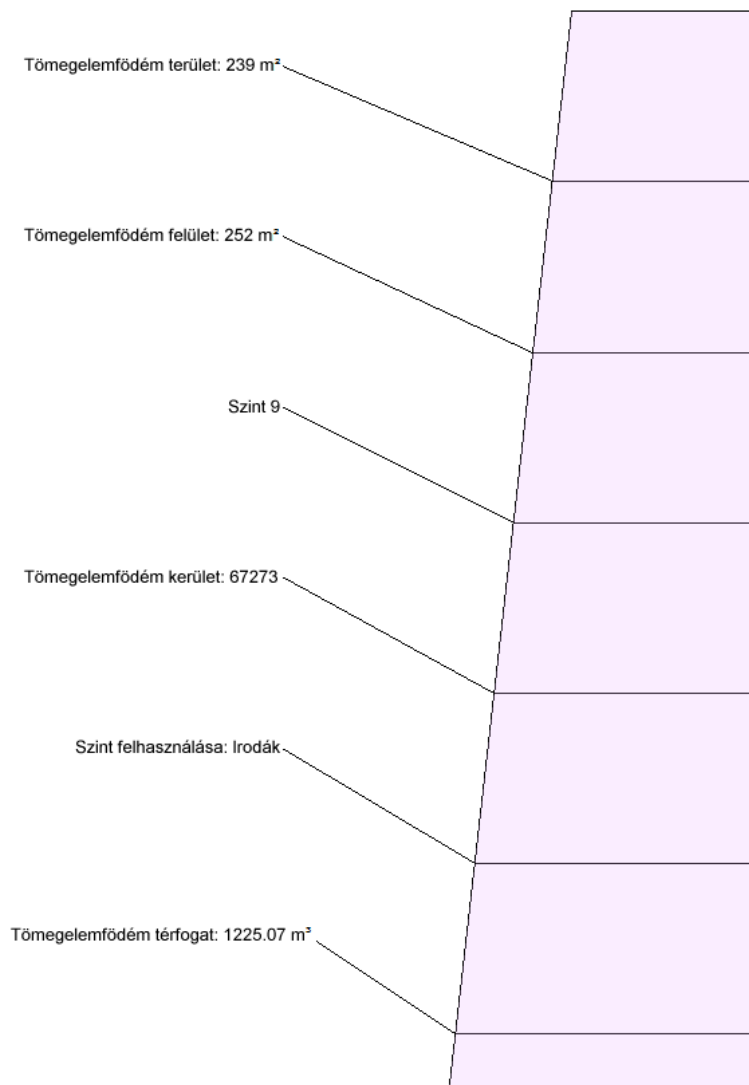 Tömegelemfödém terület: 239 m²
Tömegelemfödém felület: 252 m²
Szint 9
Tömegelemfödém kerület: 67273
Szint felhasználása: Irodák
Tömegelemfödém térfogat: 1225.07 m³